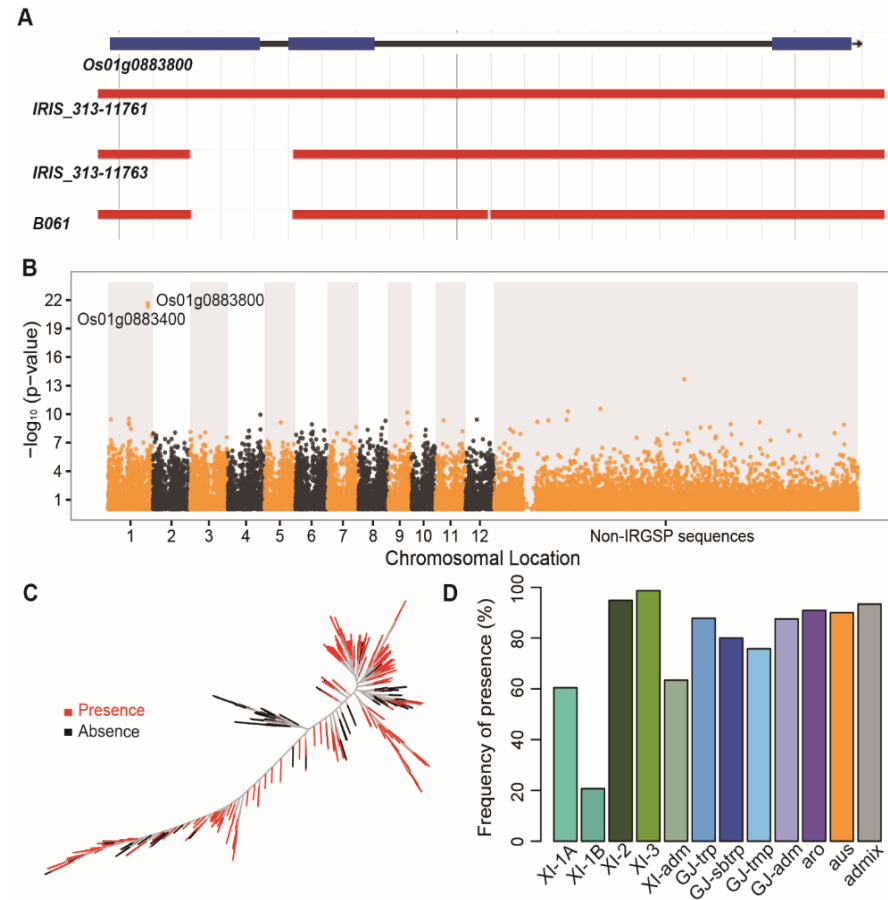 A
Os01g0883800
IRIS_313-11761
IRIS_313-11763
B061
B
−log₁₀ (p−value)
22
19
16
13
10
7
4
1
Os01g0883800
Os01g0883400
1 2 3 4 5 6 7 8 9 10 11 12 Non-IRGSP sequences
Chromosomal Location
C
Presence
Absence
D
Frequency of presence (%)
100
80
60
40
20
0
XI-1A XI-1B XI-2 XI-3 XI-adm GJ-trp GJ-sbtrp GJ-tmp GJ-adm aro aus admix